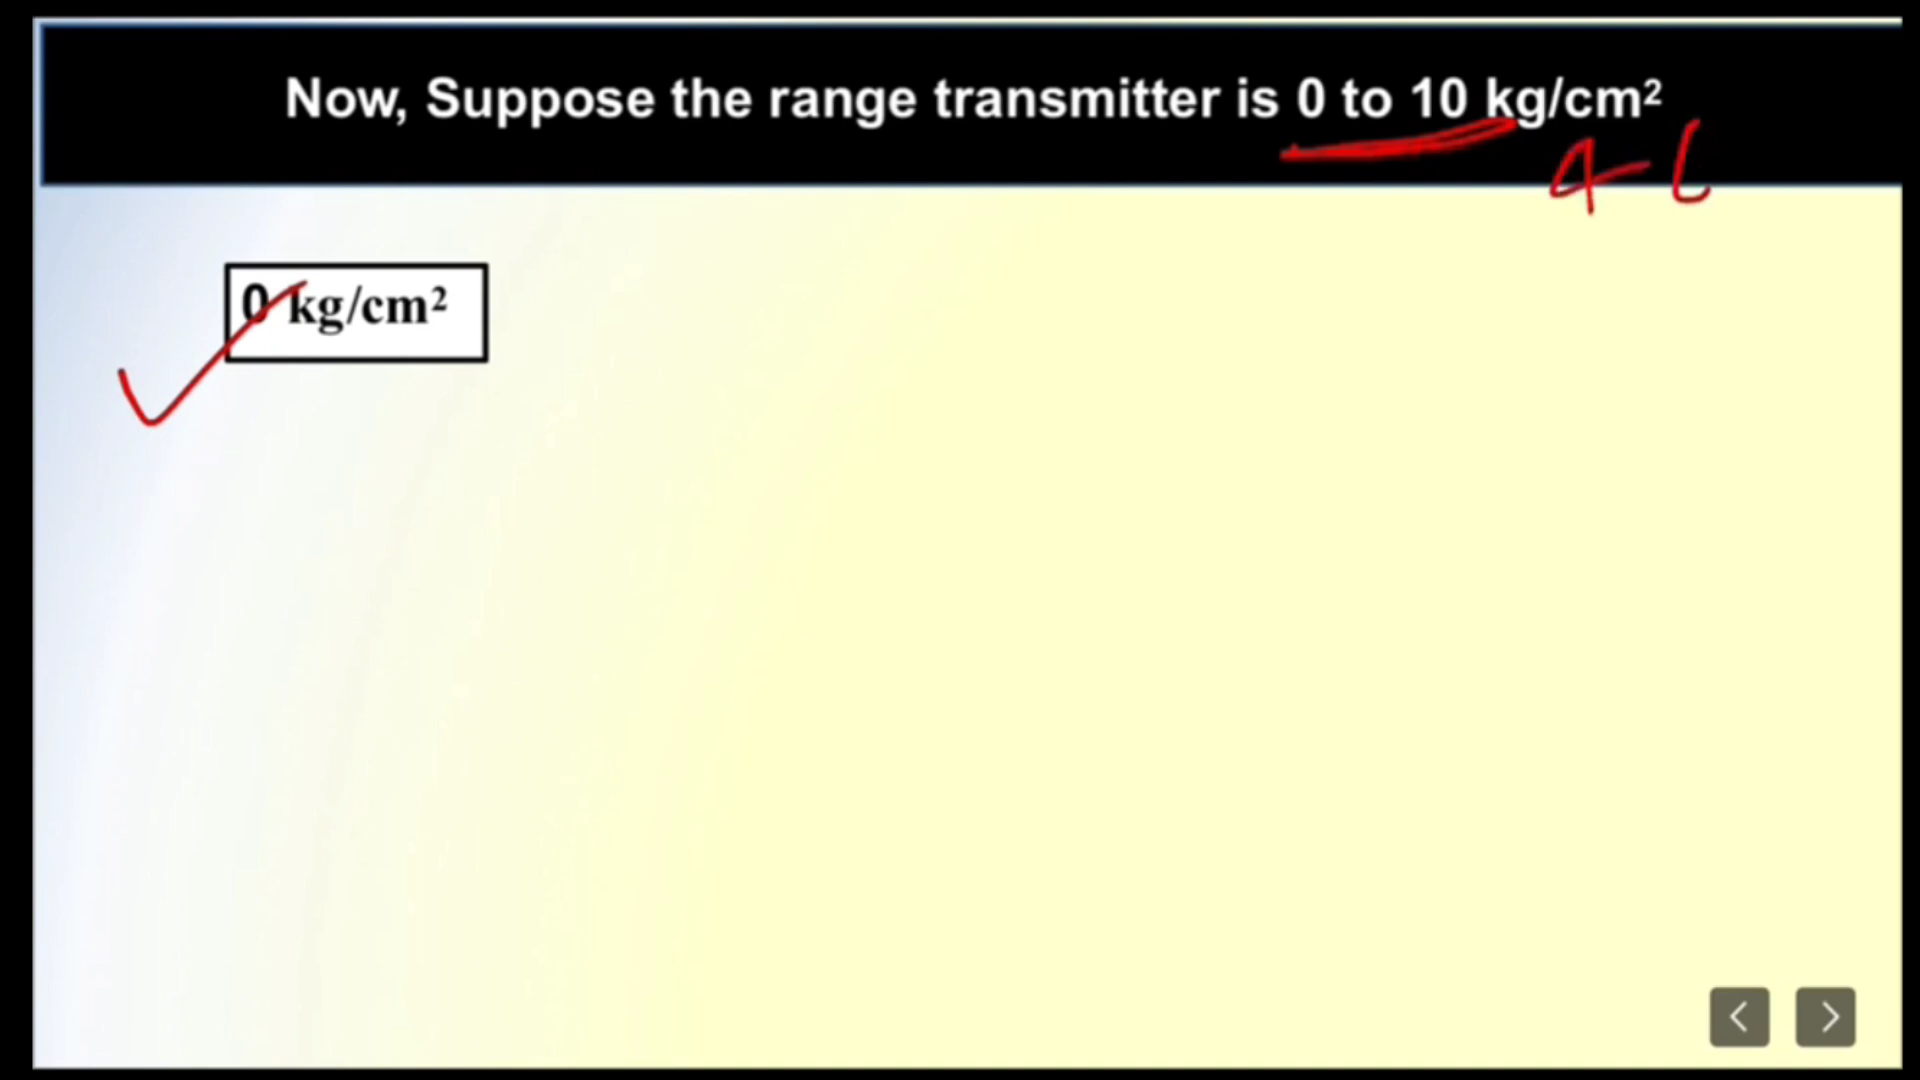 Now, Suppose the range transmitter is 0 to 10 kg/cm²
4-
0 kg/cm²